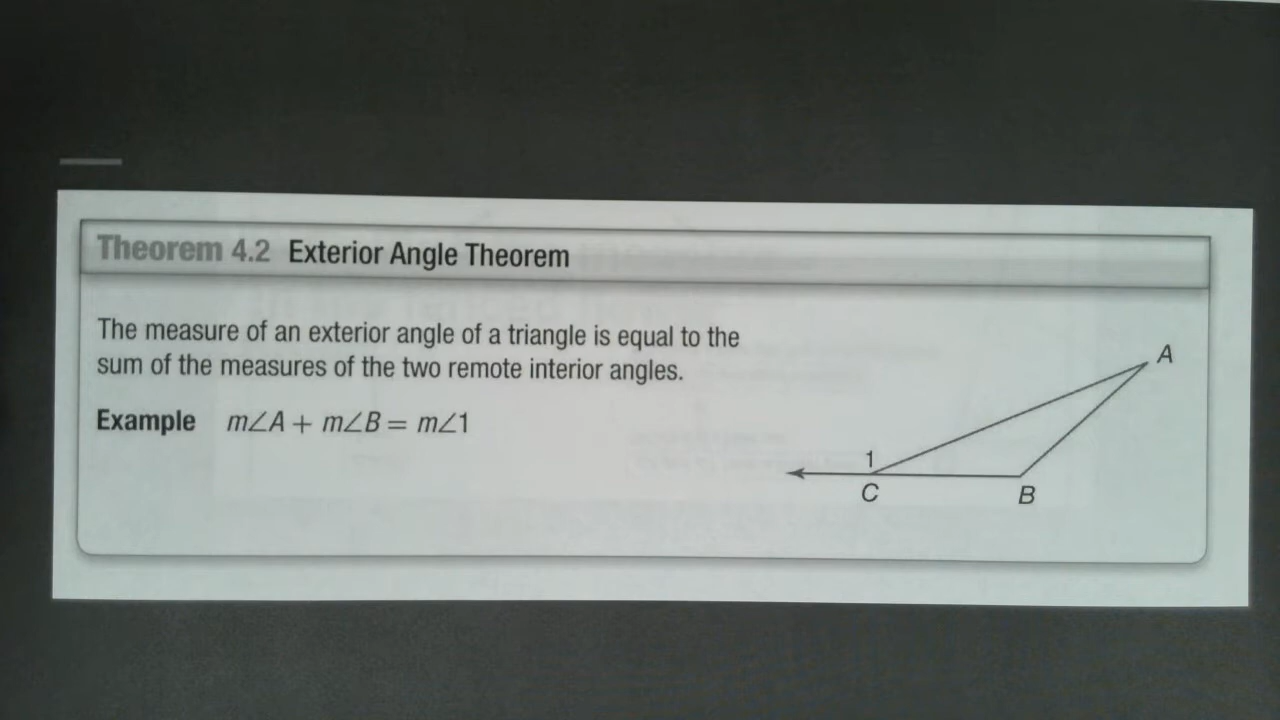 Theorem 4.2 Exterior Angle Theorem
The measure of an exterior angle of a triangle is equal to the
sum of the measures of the two remote interior angles.
Example m∠A + m∠B = m∠1
A
1
C
B